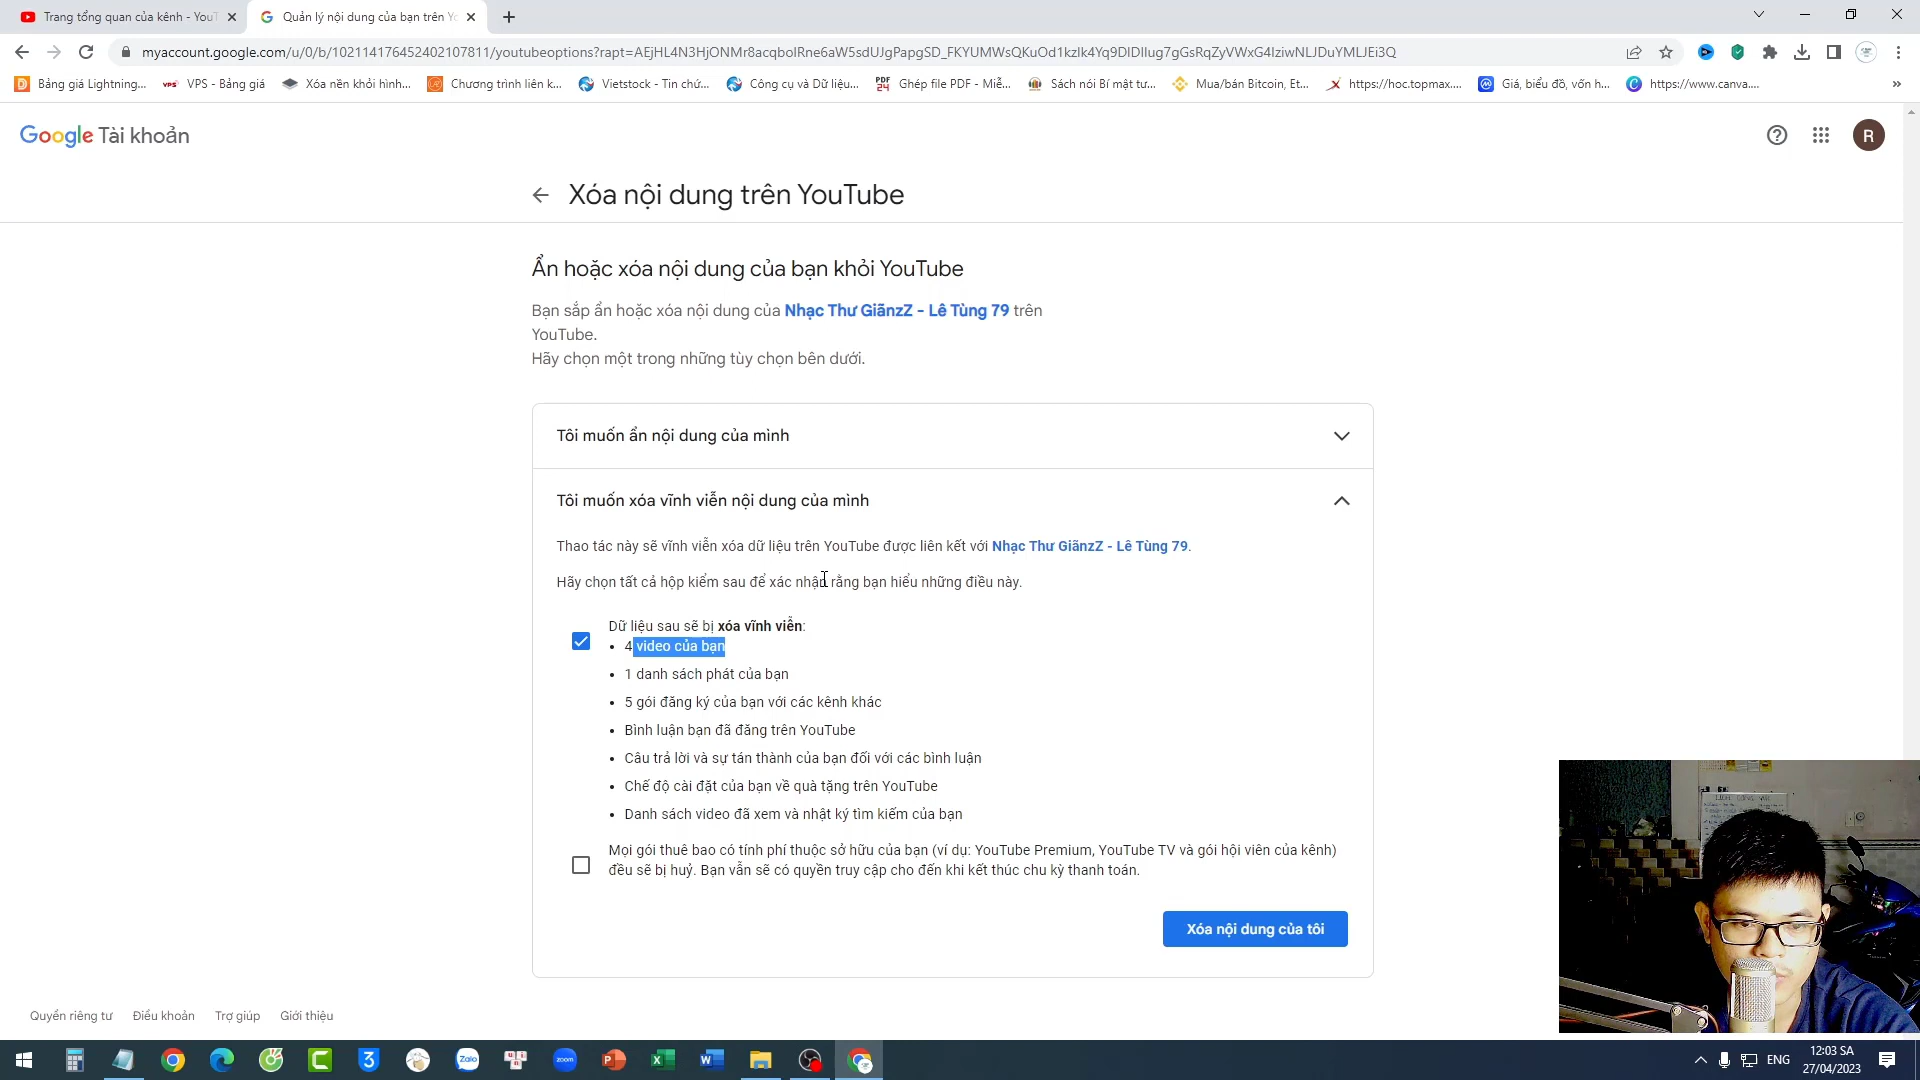 Trang tổng quan của kênh - YouT
Quản lý nội dung của bạn trên Yo
myaccount.google.com/u/0/b/102114176452402107811/youtubeoptions?rapt=AEjHL4N3HjONMr8acqbolRne6aW5sdUJgPapgSD_FKYUMWsQKuOd1kzlk4Yq9DlDlIug7gGsRqZyVWxG4lziwNLJDuYMLJEi3Q
Bảng giá Lightning...
VPS - Bảng giá
Xóa nền khỏi hình...
Chương trình liên k...
Vietstock - Tin chứ...
Công cụ và Dữ liệu...
Ghép file PDF - Miễ...
Sách nói Bí mật tư...
Mua/bán Bitcoin, Et...
https://hoc.topmax....
Giá, biểu đồ, vốn h...
https://www.canva....
Google Tài khoản
R
Xóa nội dung trên YouTube
Ẩn hoặc xóa nội dung của bạn khỏi YouTube
Bạn sắp ẩn hoặc xóa nội dung của Nhạc Thư GiãnzZ - Lê Tùng 79 trên
YouTube.
Hãy chọn một trong những tùy chọn bên dưới.
Tôi muốn ẩn nội dung của mình
Tôi muốn xóa vĩnh viễn nội dung của mình
Thao tác này sẽ vĩnh viễn xóa dữ liệu trên YouTube được liên kết với Nhạc Thư GiãnzZ - Lê Tùng 79.
Hãy chọn tất cả hộp kiểm sau để xác nhận rằng bạn hiểu những điều này.
Dữ liệu sau sẽ bị xóa vĩnh viễn:
• 4 video của bạn
• 1 danh sách phát của bạn
• 5 gói đăng ký của bạn với các kênh khác
• Bình luận bạn đã đăng trên YouTube
• Câu trả lời và sự tán thành của bạn đối với các bình luận
• Chế độ cài đặt của bạn về quà tặng trên YouTube
• Danh sách video đã xem và nhật ký tìm kiếm của bạn
Mọi gói thuê bao có tính phí thuộc sở hữu của bạn (ví dụ: YouTube Premium, YouTube TV và gói hội viên của kênh)
đều sẽ bị huỷ. Bạn vẫn sẽ có quyền truy cập cho đến khi kết thúc chu kỳ thanh toán.
Xóa nội dung của tôi
Quyền riêng tư
Điều khoản
Trợ giúp
Giới thiệu
Zalo
zoom
ENG
12:03 SA
27/04/2023